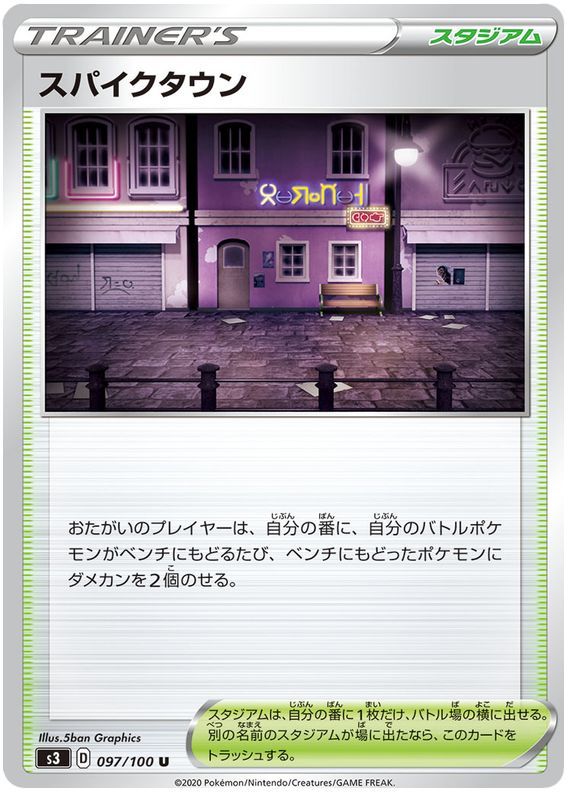 TRAINER'S
スタジアム
スパイクタウン
おたがいのプレイヤーは、自分の番に、自分のバトルポケ
モンがベンチにもどるたび、ベンチにもどったポケモンに
ダメカンを2個のせる。
スタジアムは、自分の番に1枚だけ、バトル場の横に出せる。
別の名前のスタジアムが場に出たなら、このカードを
トラッシュする。
Illus.5ban Graphics
s3 D 097/100 U
©2020 Pokémon/Nintendo/Creatures/GAME FREAK.